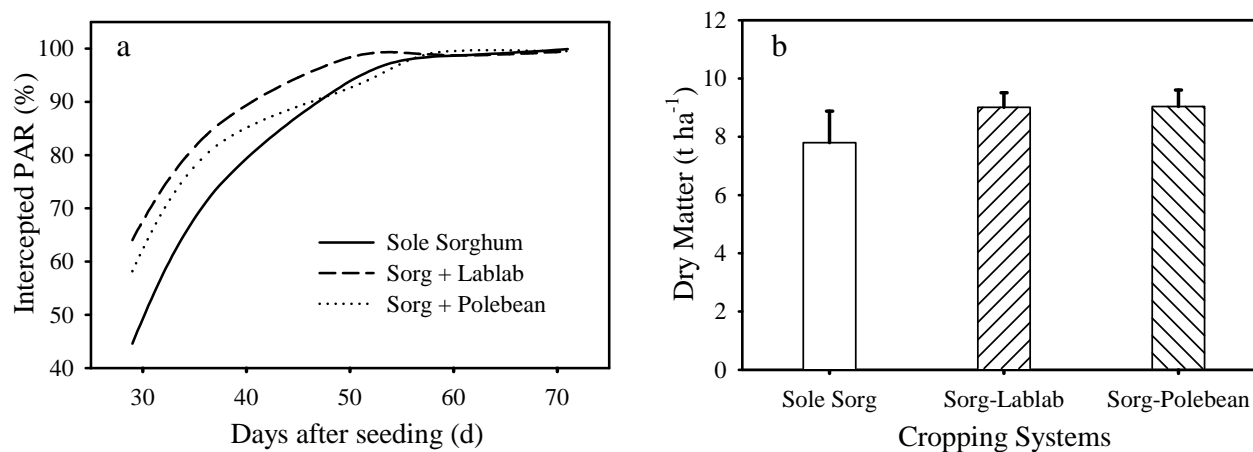 a
Intercepted PAR (%)
100
90
80
70
60
50
40
30
40
50
60
70
Days after seeding (d)
Sole Sorghum
Sorg + Lablab
Sorg + Polebean
b
Dry Matter (t ha⁻¹)
12
10
8
6
4
2
0
Sole Sorg
Sorg-Lablab
Sorg-Polebean
Cropping Systems